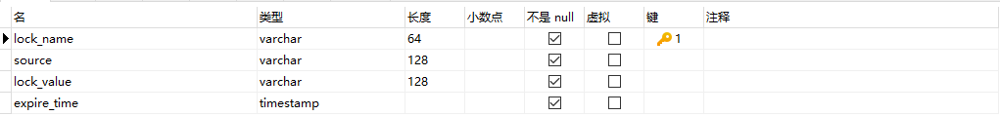 名 类型 长度 小数点 不是 null 虚拟 键 注释
lock_name varchar 64 1
source varchar 128
lock_value varchar 128
expire_time timestamp